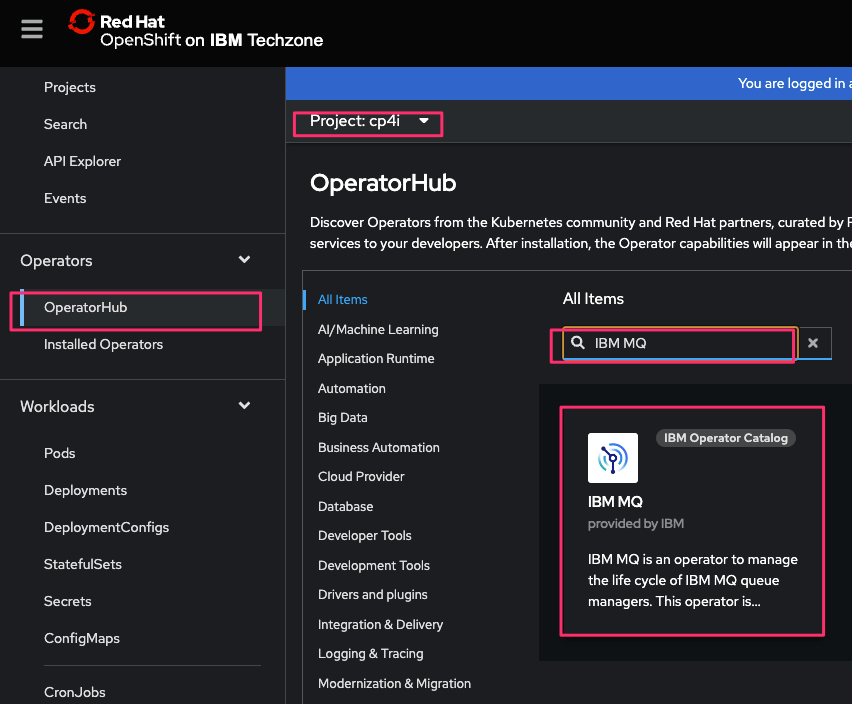 Red Hat
OpenShift on IBM Techzone
Projects
Search
API Explorer
Events
Operators
OperatorHub
Installed Operators
Workloads
Pods
Deployments
DeploymentConfigs
StatefulSets
Secrets
ConfigMaps
CronJobs
You are logged in a
Project: cp4i
OperatorHub
Discover Operators from the Kubernetes community and Red Hat partners, curated by
services to your developers. After installation, the Operator capabilities will appear in the
All Items
AI/Machine Learning
Application Runtime
Automation
Big Data
Business Automation
Cloud Provider
Database
Developer Tools
Development Tools
Drivers and plugins
Integration & Delivery
Logging & Tracing
Modernization & Migration
All Items
IBM MQ
IBM Operator Catalog
IBM MQ
provided by IBM
IBM MQ is an operator to manage
the life cycle of IBM MQ queue
managers. This operator is...